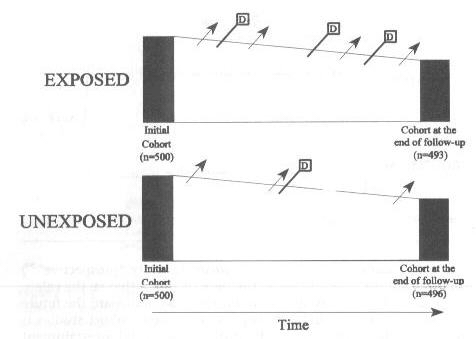 D
D
D
EXPOSED
Initial
Cohort
(n=500)
Cohort at the
end of follow-up
(n=493)
D
UNEXPOSED
Initial
Cohort
(n=500)
Cohort at the
end of follow-up
(n=496)
Time